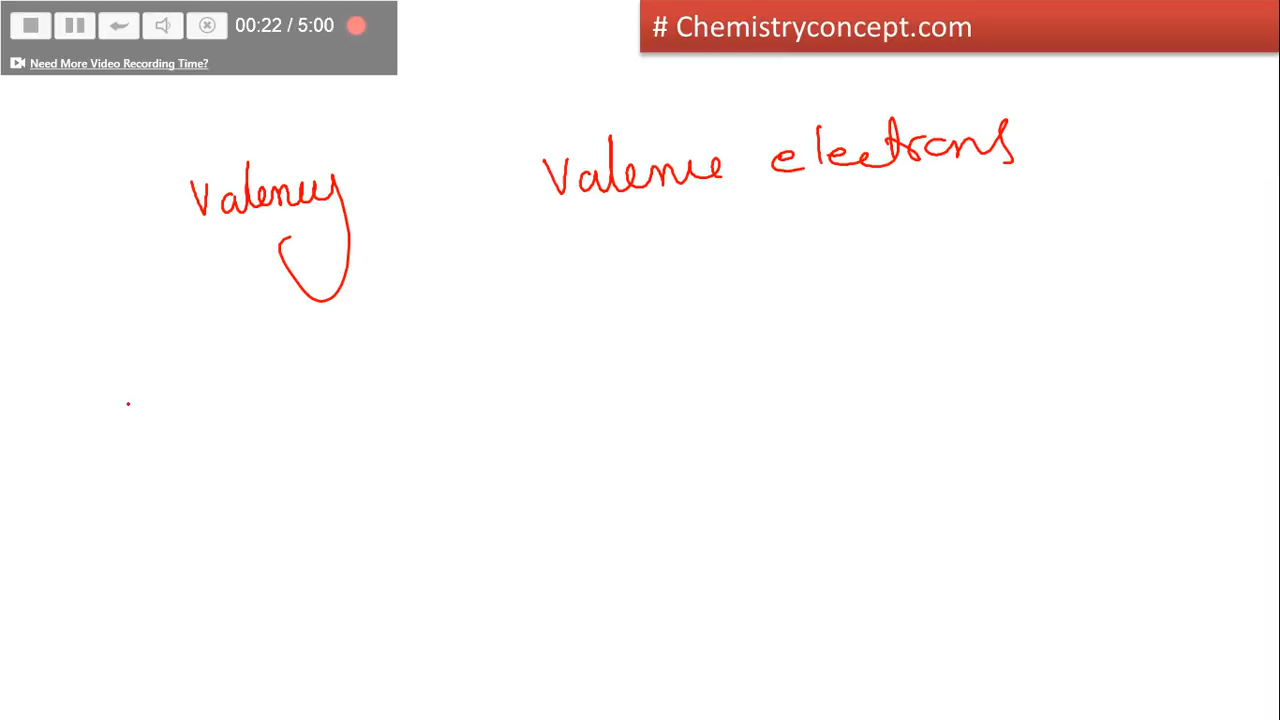 00:22 / 5:00
Need More Video Recording Time?
# Chemistryconcept.com
Valency
Valence electrons